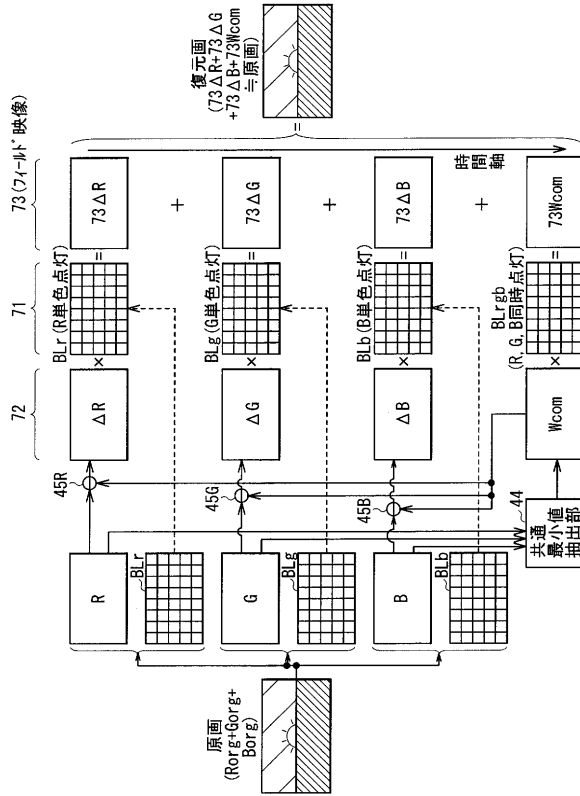 原画
(Rorg+Gorg+
Borg)
R
BLr
G
BLg
B
BLb
45R
45G
45B
44
共通
最小値
抽出部
72
ΔR
ΔG
ΔB
Wcom
×
×
×
×
71
BLr(R単色点灯)
BLg(G単色点灯)
BLb(B単色点灯)
BLrgb
(R,G,B同時点灯)
=
=
=
=
73(フィールド映像)
73ΔR
+
73ΔG
+
73ΔB
+
73Wcom
時間
軸
=
復元画
(73ΔR+73ΔG
+73ΔB+73Wcom
≒原画)